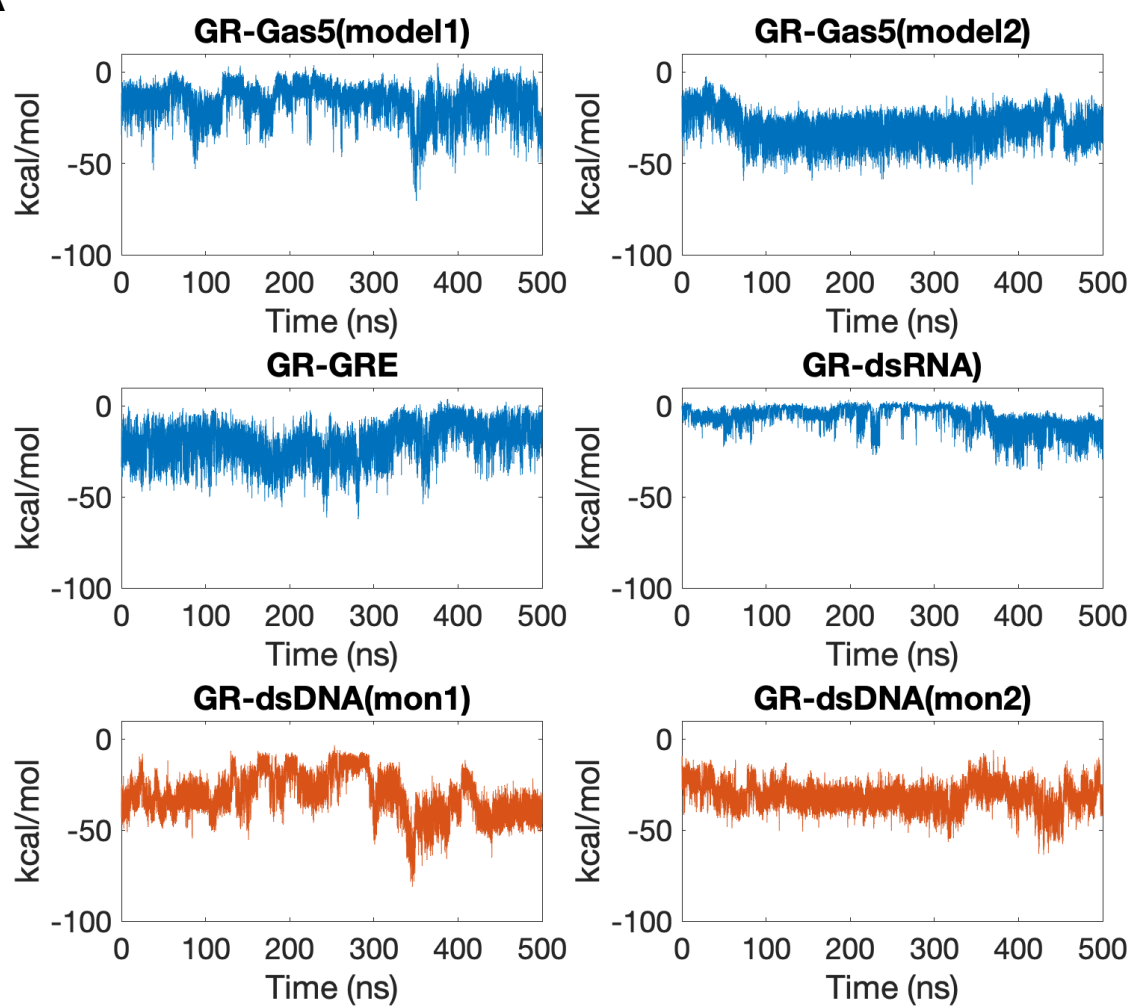 GR-Gas5(model1) GR-Gas5(model2)
kcal/mol
0
-50
-100
0 100 200 300 400 500
Time (ns)
kcal/mol
0
-50
-100
0 100 200 300 400 500
Time (ns)
GR-GRE GR-dsRNA)
kcal/mol
0
-50
-100
0 100 200 300 400 500
Time (ns)
kcal/mol
0
-50
-100
0 100 200 300 400 500
Time (ns)
GR-dsDNA(mon1) GR-dsDNA(mon2)
kcal/mol
0
-50
-100
0 100 200 300 400 500
Time (ns)
kcal/mol
0
-50
-100
0 100 200 300 400 500
Time (ns)